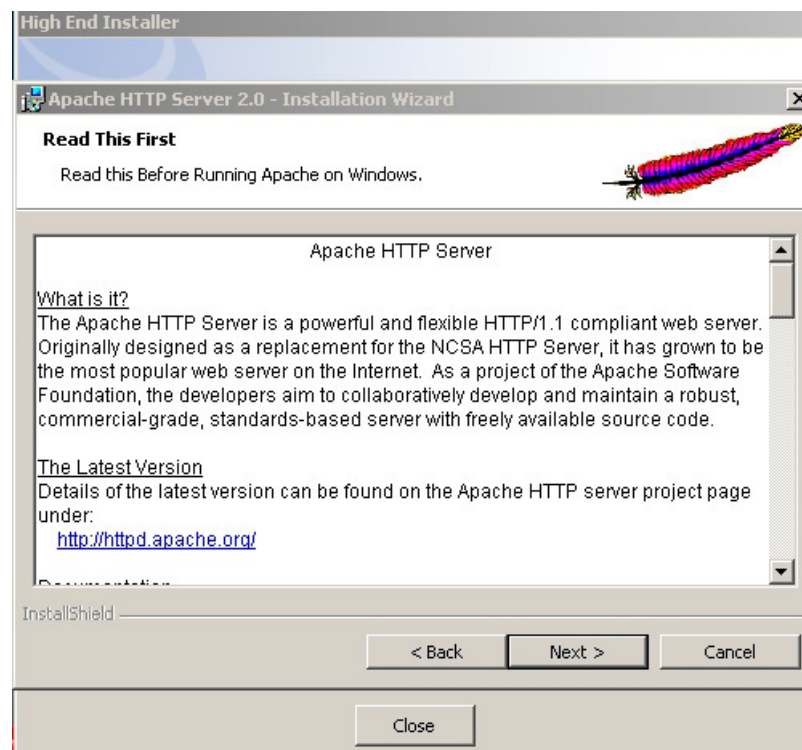 High End Installer
Apache HTTP Server 2.0 - Installation Wizard
Read This First
Read this Before Running Apache on Windows.
Apache HTTP Server
What is it?
The Apache HTTP Server is a powerful and flexible HTTP/1.1 compliant web server.
Originally designed as a replacement for the NCSA HTTP Server, it has grown to be
the most popular web server on the Internet.  As a project of the Apache Software
Foundation, the developers aim to collaboratively develop and maintain a robust,
commercial-grade, standards-based server with freely available source code.
The Latest Version
Details of the latest version can be found on the Apache HTTP server project page
under:
http://httpd.apache.org/
Documentation
InstallShield
< Back
Next >
Cancel
Close